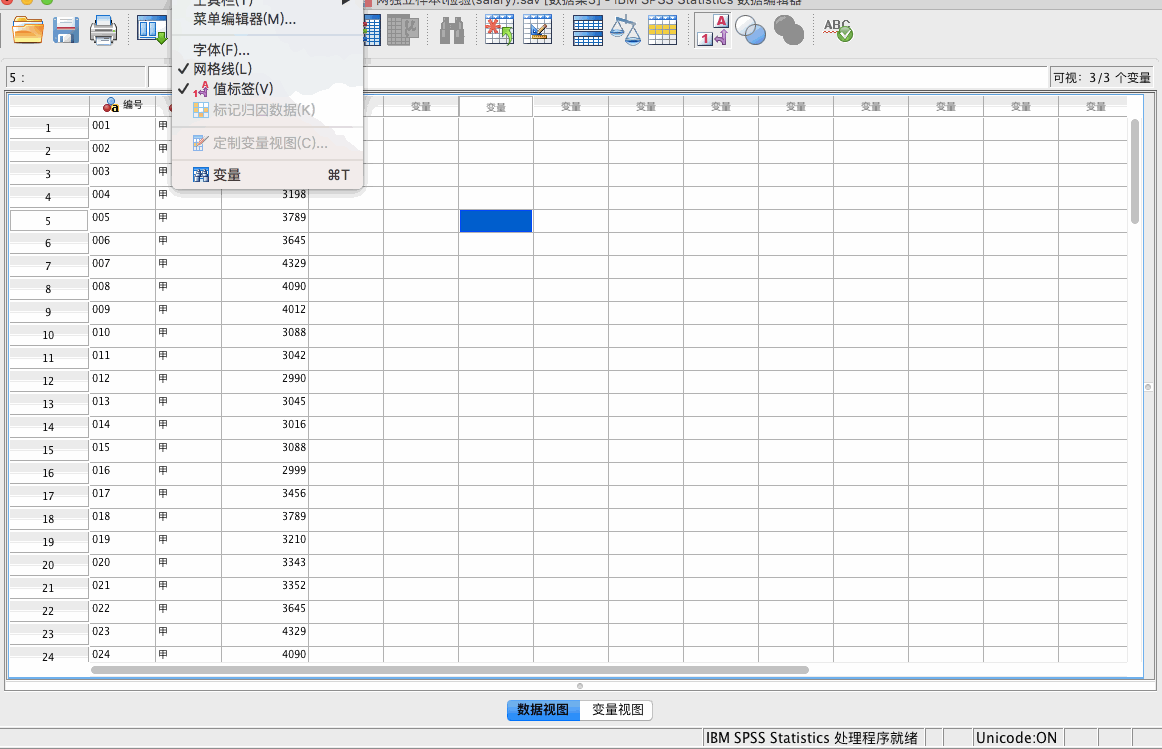 工具栏(T)
两独立样本t检验(salary).sav [数据集3] - IBM SPSS Statistics 数据编辑器
菜单编辑器(M)...
字体(F)...
网格线(L)
值标签(V)
标记归因数据(K)
定制变量视图(C)...
变量 ⌘T
ABC
5 :
可视: 3/3 个变量
编号 变量 变量 变量 变量 变量 变量 变量 变量 变量 变量
1 001 甲
2 002 甲
3 003 甲
4 004 甲 3198
5 005 甲 3789
6 006 甲 3645
7 007 甲 4329
8 008 甲 4090
9 009 甲 4012
10 010 甲 3088
11 011 甲 3042
12 012 甲 2990
13 013 甲 3045
14 014 甲 3016
15 015 甲 3088
16 016 甲 2999
17 017 甲 3456
18 018 甲 3789
19 019 甲 3210
20 020 甲 3343
21 021 甲 3352
22 022 甲 3645
23 023 甲 4329
24 024 甲 4090
数据视图 变量视图
IBM SPSS Statistics 处理程序就绪 Unicode:ON